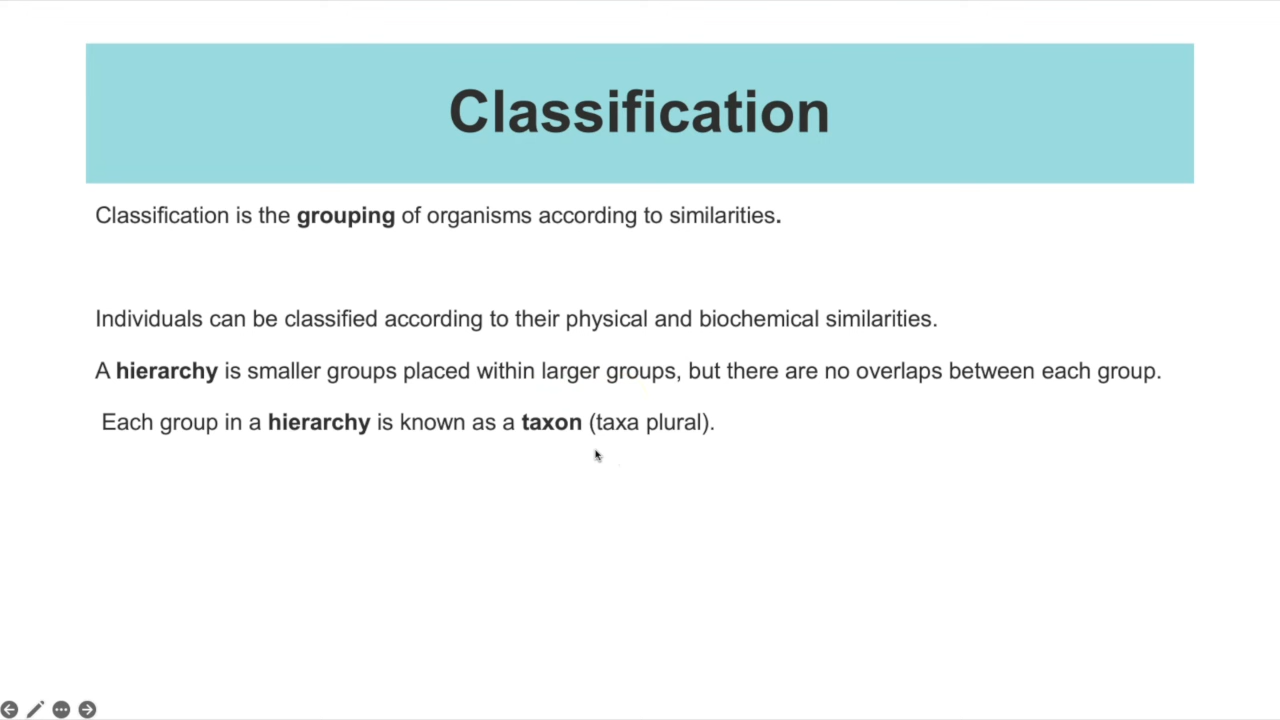 Classification
Classification is the grouping of organisms according to similarities.
Individuals can be classified according to their physical and biochemical similarities.
A hierarchy is smaller groups placed within larger groups, but there are no overlaps between each group.
Each group in a hierarchy is known as a taxon (taxa plural).